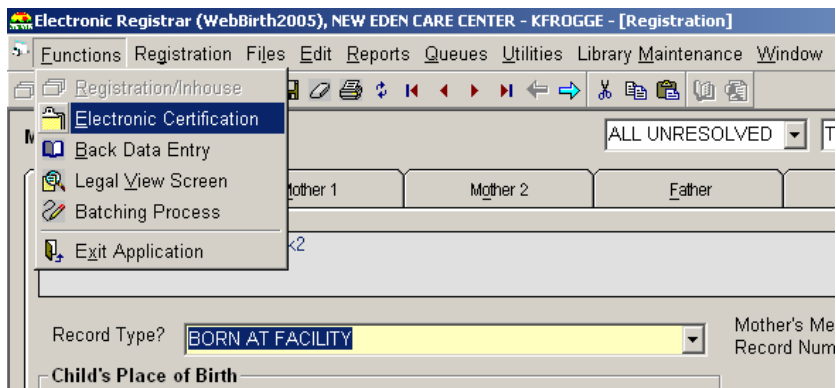 Electronic Registrar (WebBirth2005), NEW EDEN CARE CENTER - KFROGGE - [Registration]
Functions Registration Files Edit Reports Queues Utilities Library Maintenance Window
Registration/Inhouse
Electronic Certification
ALL UNRESOLVED
Back Data Entry
Legal View Screen
Mother 1 Mother 2 Father
Batching Process
Exit Application
Record Type? BORN AT FACILITY
Mother's Me
Record Num
Child's Place of Birth